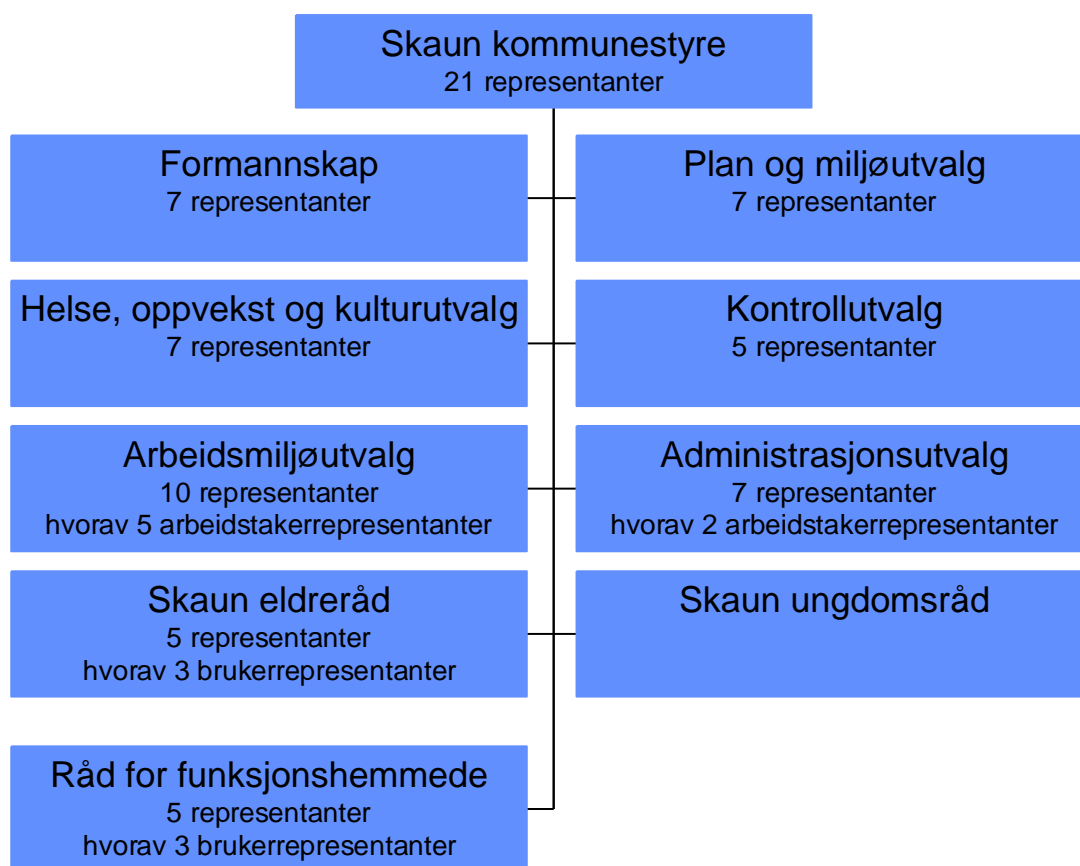 Skaun kommunestyre
21 representanter
Formannskap
7 representanter
Plan og miljøutvalg
7 representanter
Helse, oppvekst og kulturutvalg
7 representanter
Kontrollutvalg
5 representanter
Arbeidsmiljøutvalg
10 representanter
hvorav 5 arbeidstakerrepresentanter
Administrasjonsutvalg
7 representanter
hvorav 2 arbeidstakerrepresentanter
Skaun eldreråd
5 representanter
hvorav 3 brukerrepresentanter
Skaun ungdomsråd
Råd for funksjonshemmede
5 representanter
hvorav 3 brukerrepresentanter